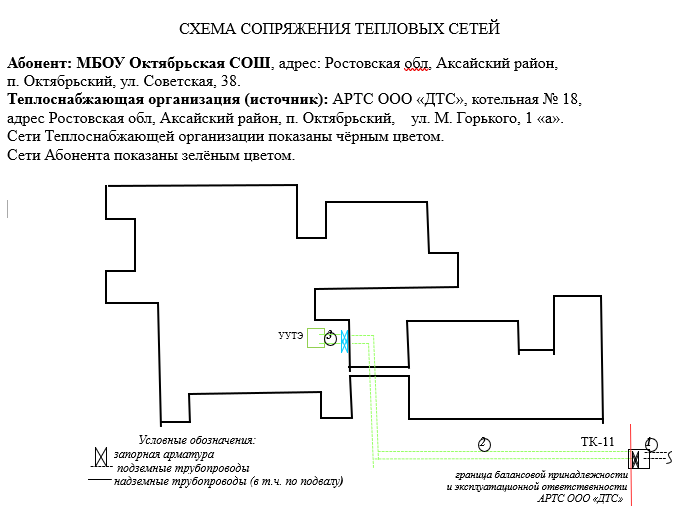 СХЕМА СОПРЯЖЕНИЯ ТЕПЛОВЫХ СЕТЕЙ
Абонент: МБОУ Октябрьская СОШ, адрес: Ростовская обл. Аксайский район,
п. Октябрьский, ул. Советская, 38.
Теплоснабжающая организация (источник): АРТС ООО «ДТС», котельная № 18,
адрес Ростовская обл, Аксайский район, п. Октябрьский, ул. М. Горького, 1 «а».
Сети Теплоснабжающей организации показаны чёрным цветом.
Сети Абонента показаны зелёным цветом.
УУТЭ
3
Условные обозначения:
запорная арматура
подземные трубопроводы
надземные трубопроводы (в т.ч. по подвалу)
2
ТК-11
1
граница балансовой принадлежности
и эксплуатационной ответственности
АРТС ООО «ДТС»